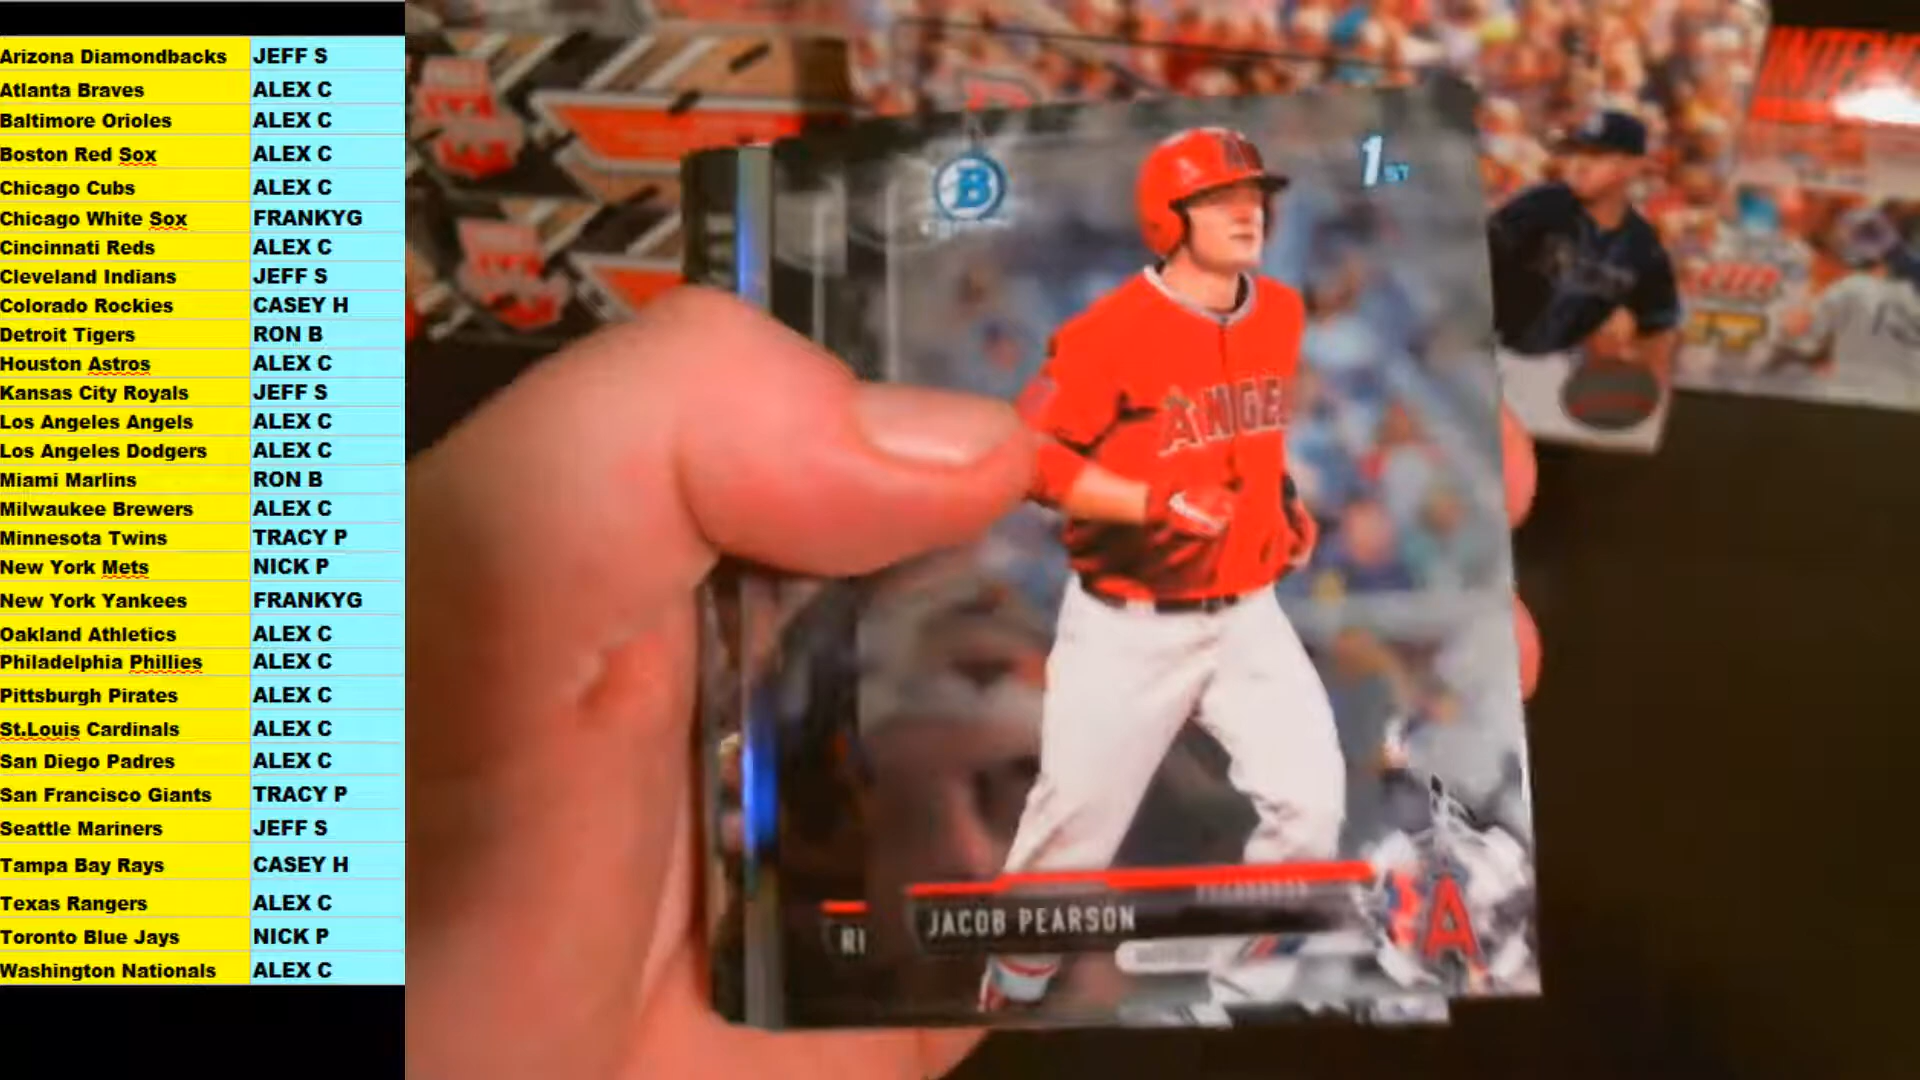 Arizona Diamondbacks JEFF S
Atlanta Braves ALEX C
Baltimore Orioles ALEX C
Boston Red Sox ALEX C
Chicago Cubs ALEX C
Chicago White Sox FRANKYG
Cincinnati Reds ALEX C
Cleveland Indians JEFF S
Colorado Rockies CASEY H
Detroit Tigers RON B
Houston Astros ALEX C
Kansas City Royals JEFF S
Los Angeles Angels ALEX C
Los Angeles Dodgers ALEX C
Miami Marlins RON B
Milwaukee Brewers ALEX C
Minnesota Twins TRACY P
New York Mets NICK P
New York Yankees FRANKYG
Oakland Athletics ALEX C
Philadelphia Phillies ALEX C
Pittsburgh Pirates ALEX C
St.Louis Cardinals ALEX C
San Diego Padres ALEX C
San Francisco Giants TRACY P
Seattle Mariners JEFF S
Tampa Bay Rays CASEY H
Texas Rangers ALEX C
Toronto Blue Jays NICK P
Washington Nationals ALEX C
B
1ST
ANGE
RI
JACOB PEARSON
A